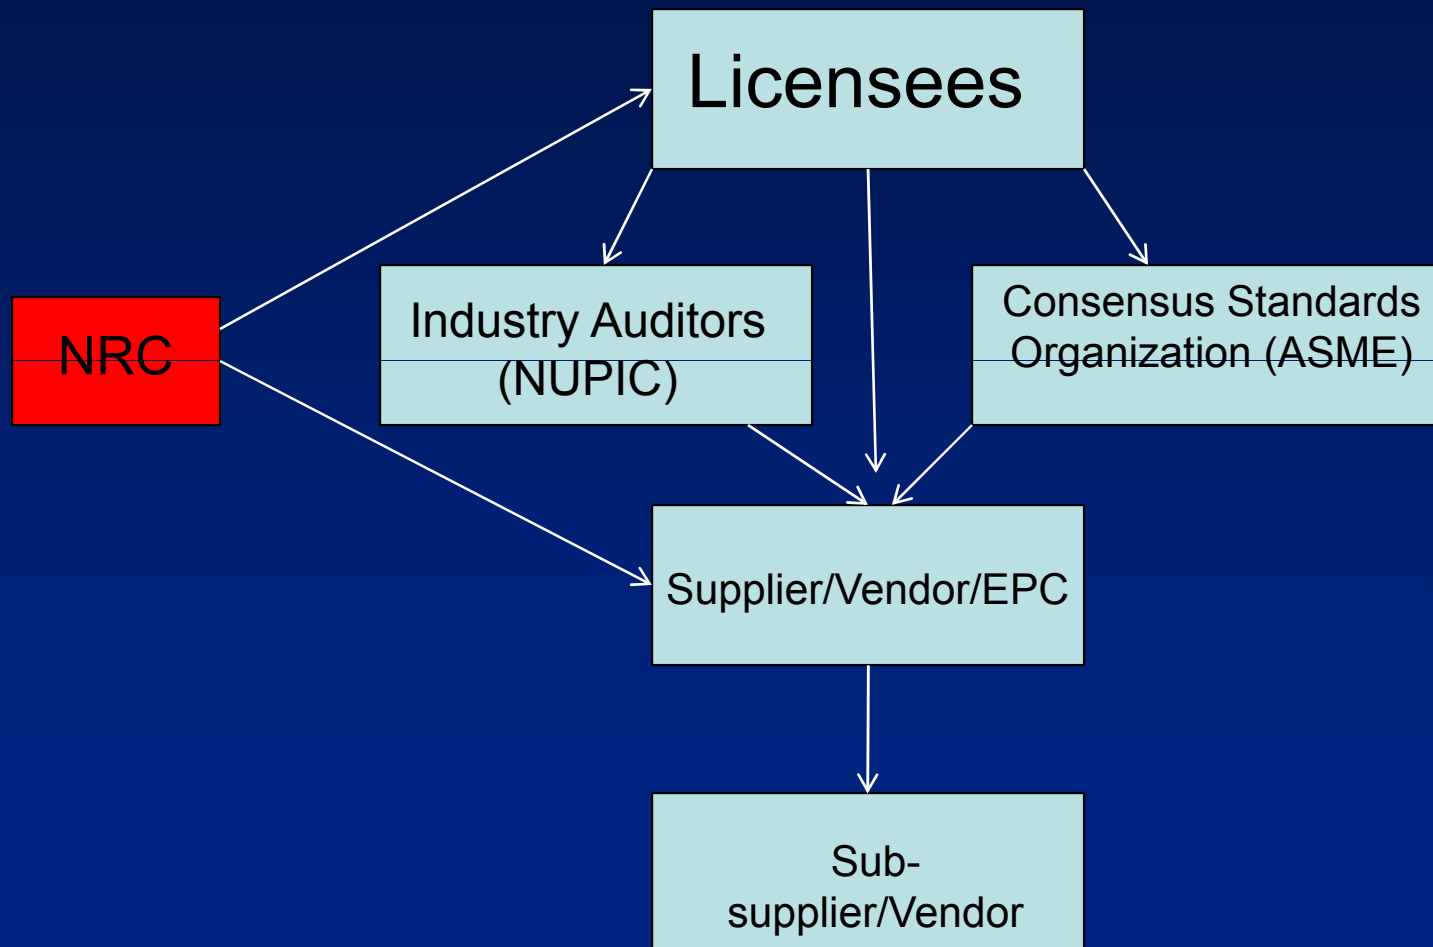 Licensees
NRC
Industry Auditors
(NUPIC)
Consensus Standards
Organization (ASME)
Supplier/Vendor/EPC
Sub-
supplier/Vendor